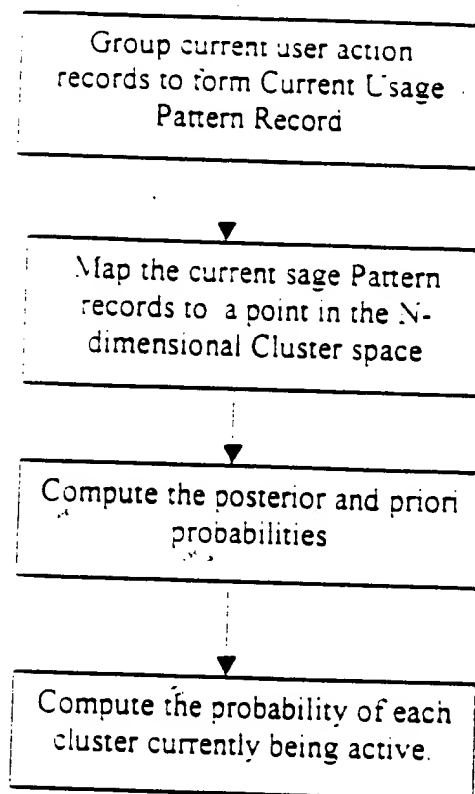 Group current user action
records to form Current Usage
Pattern Record
Map the current sage Pattern
records to a point in the N-
dimensional Cluster space
Compute the posterior and priori
probabilities
Compute the probability of each
cluster currently being active.